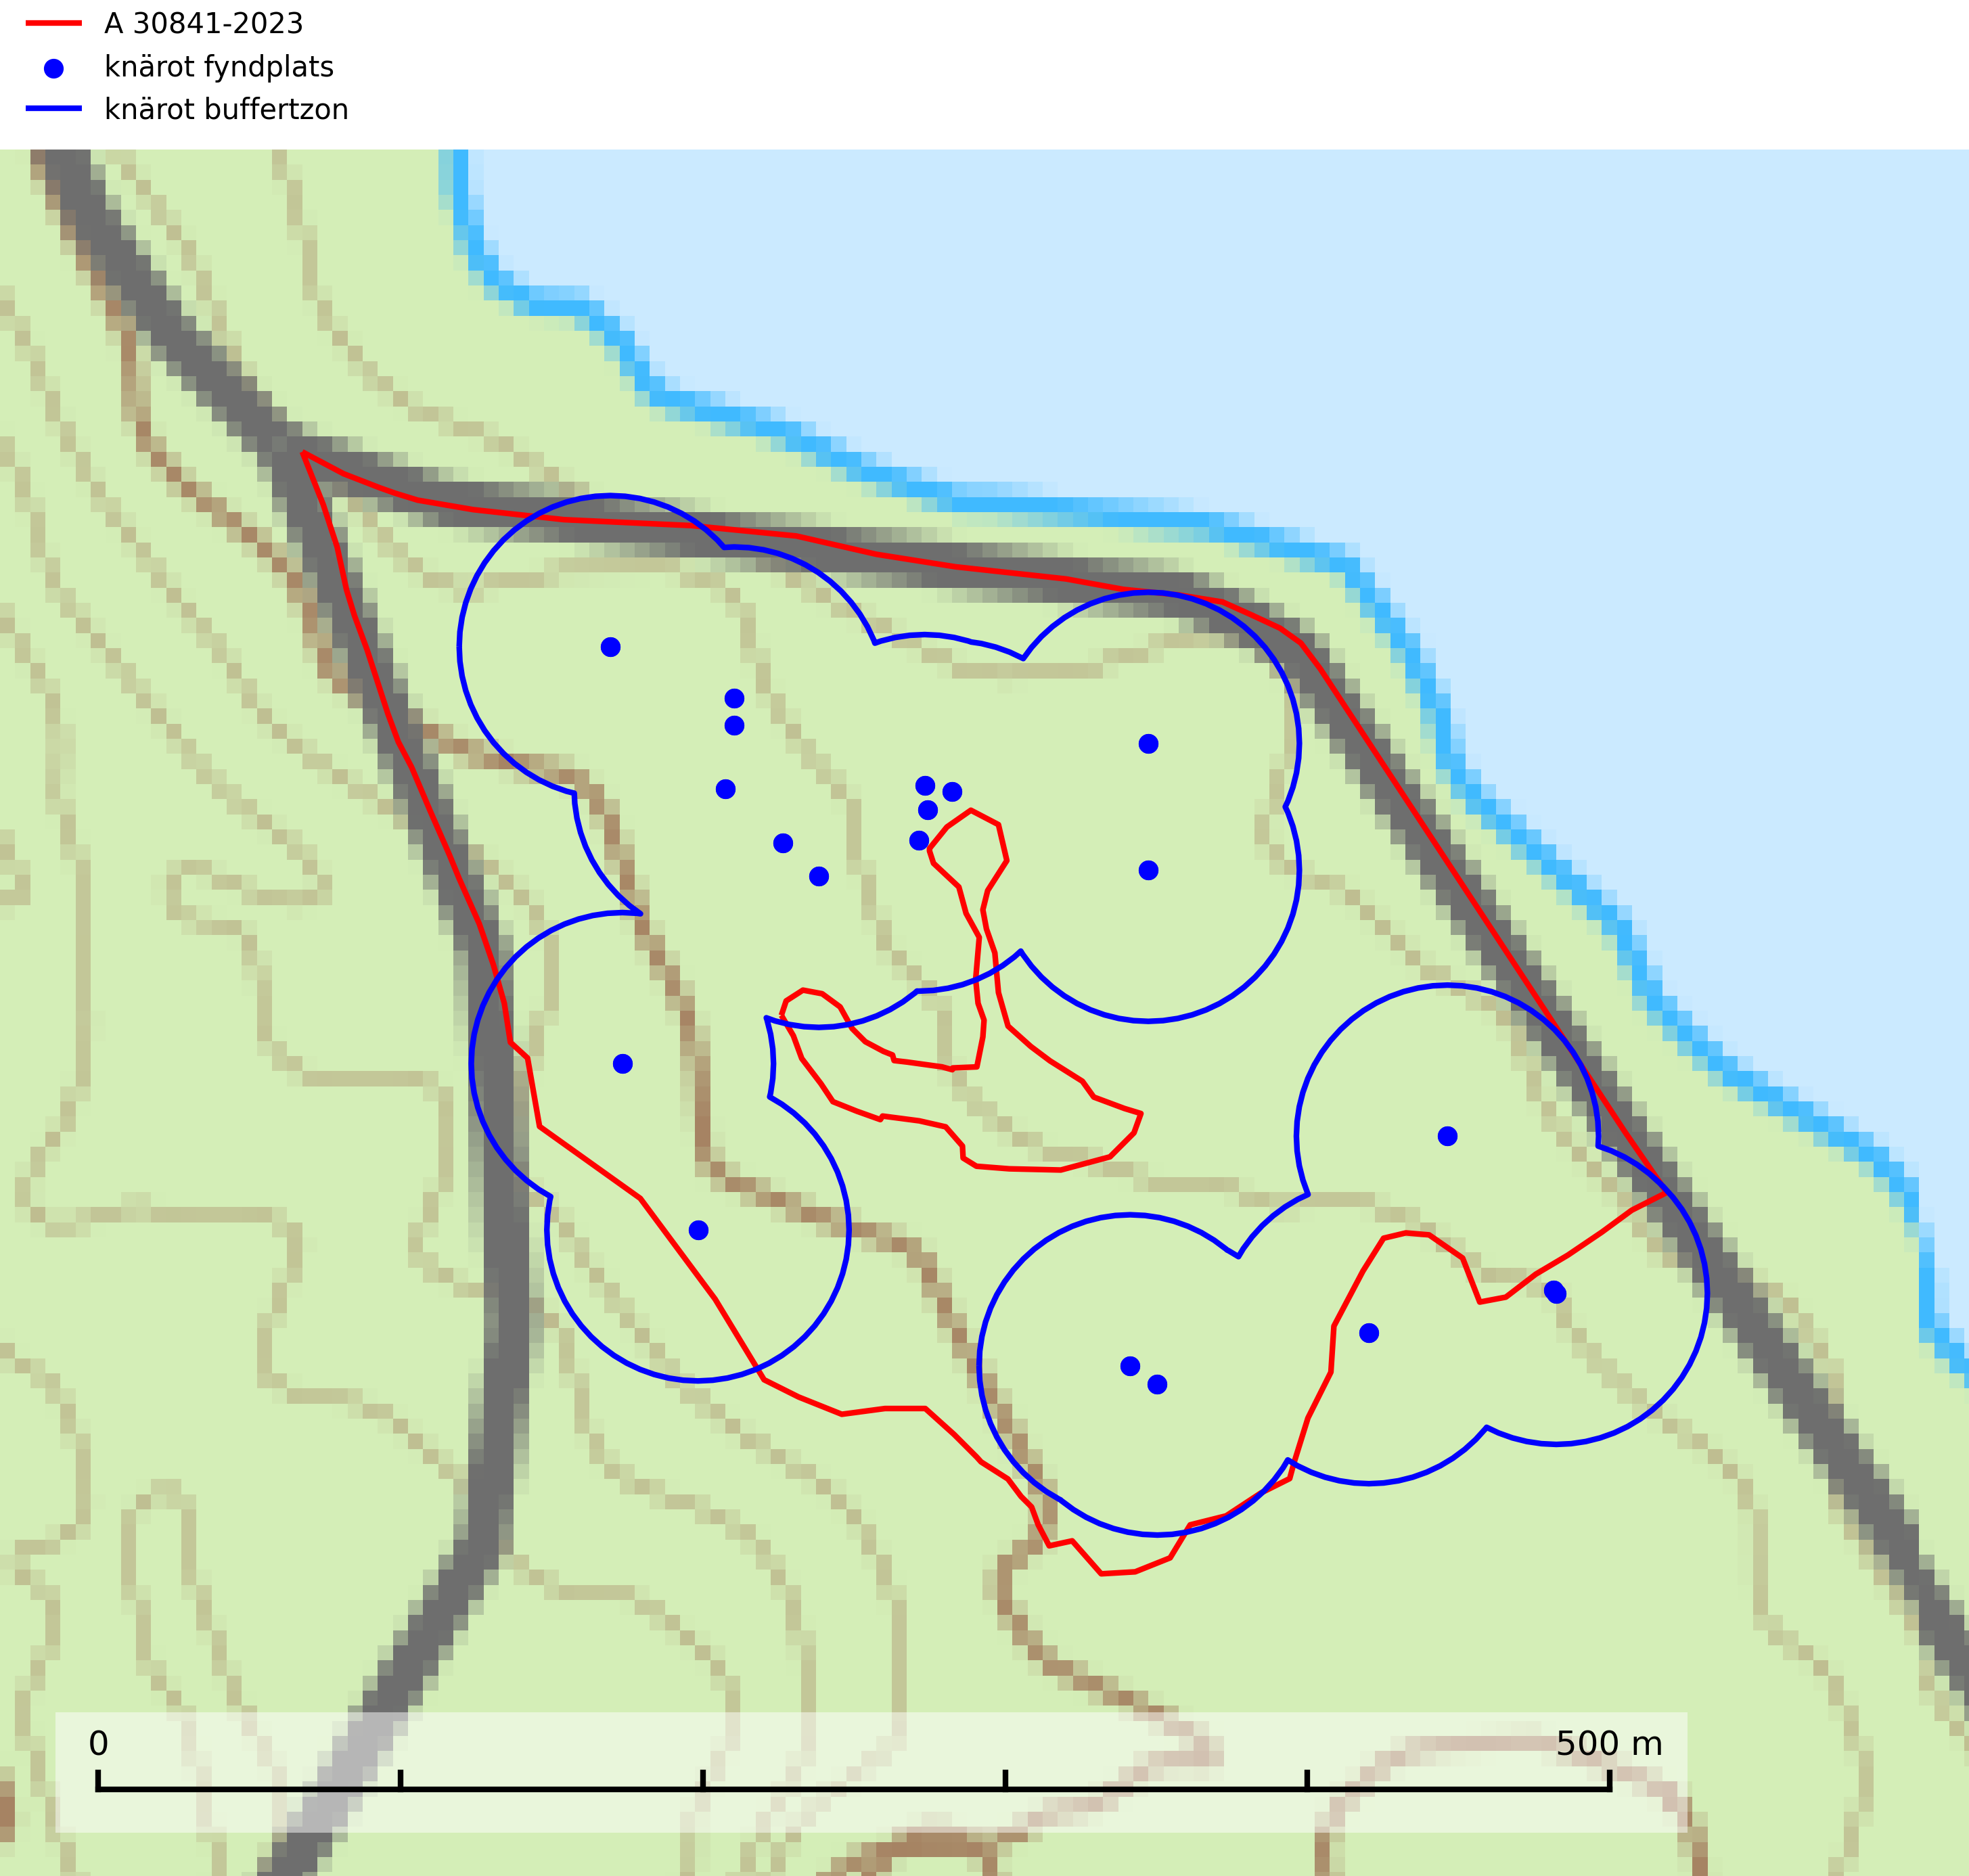 A 30841-2023
knärot fyndplats
knärot buffertzon
0
500 m